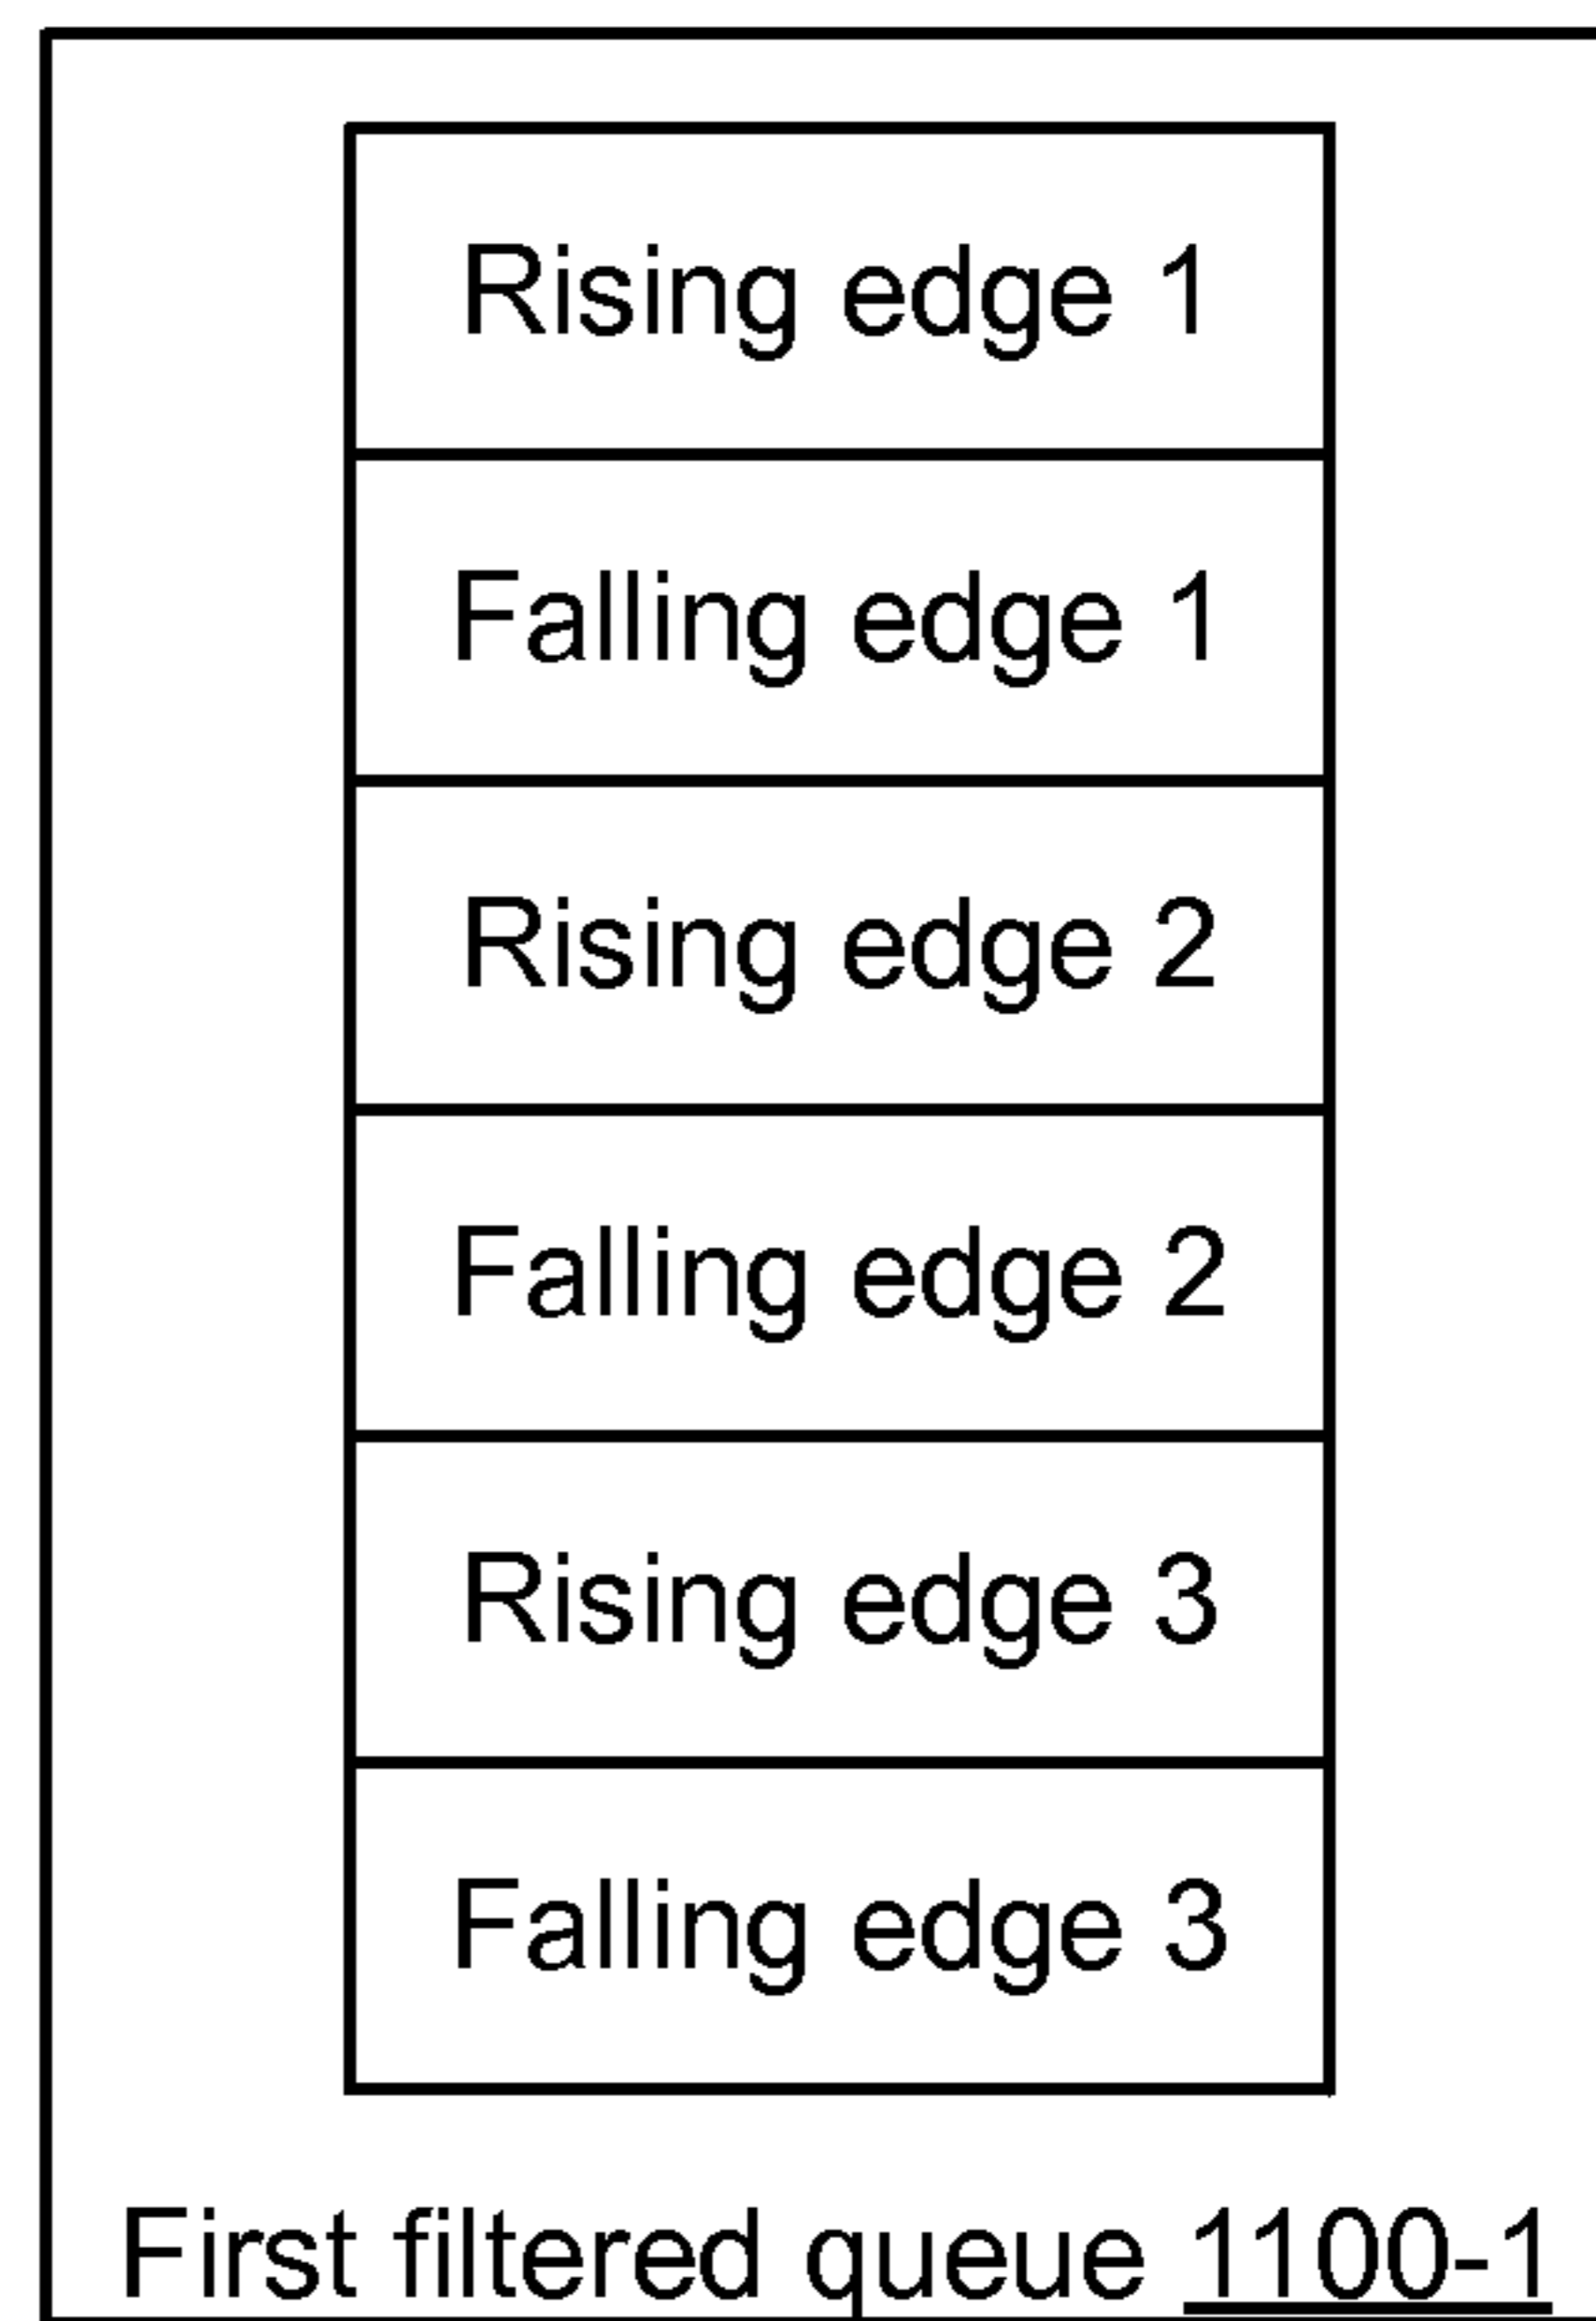 Rising edge 1
Falling edge 1
Rising edge 2
Falling edge 2
Rising edge 3
Falling edge 3
First filtered queue 1100-1